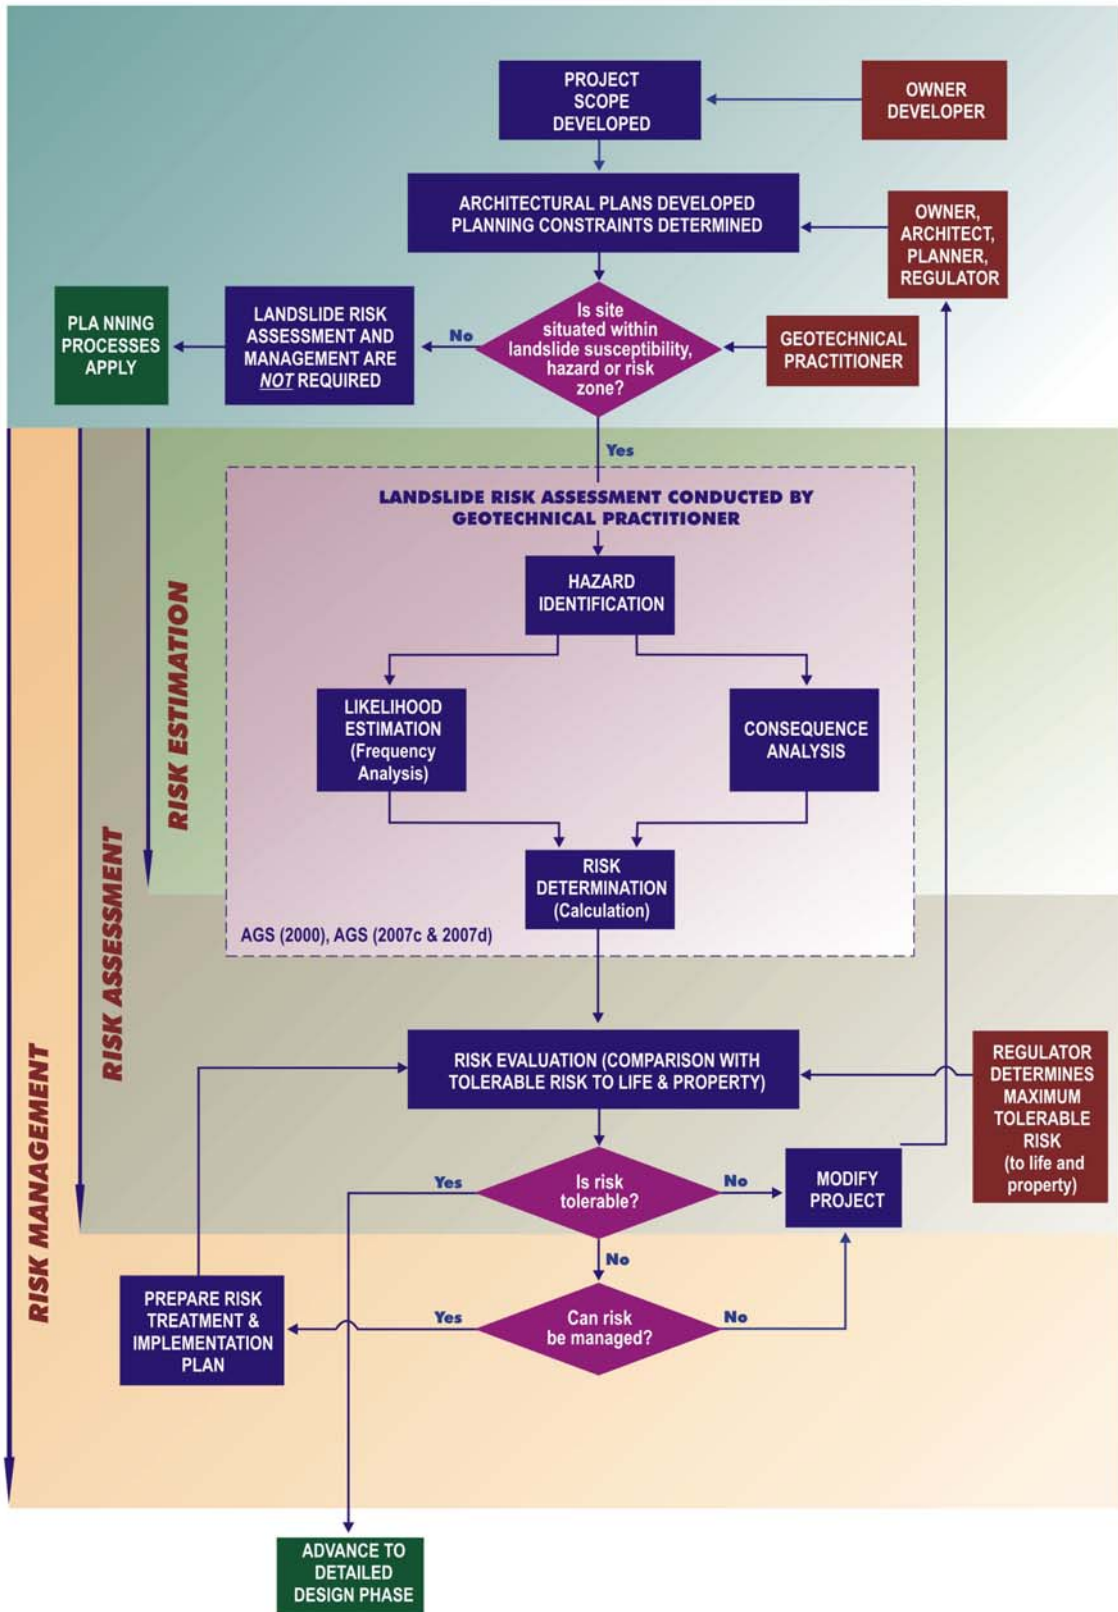 PROJECT
SCOPE
DEVELOPED
OWNER
DEVELOPER
ARCHITECTURAL PLANS DEVELOPED
PLANNING CONSTRAINTS DETERMINED
OWNER,
ARCHITECT,
PLANNER,
REGULATOR
PLA NNING
PROCESSES
APPLY
LANDSLIDE RISK
ASSESSMENT AND
MANAGEMENT ARE
NOT REQUIRED
No
Is site
situated within
landslide susceptibility,
hazard or risk
zone?
GEOTECHNICAL
PRACTITIONER
Yes
LANDSLIDE RISK ASSESSMENT CONDUCTED BY
GEOTECHNICAL PRACTITIONER
HAZARD
IDENTIFICATION
LIKELIHOOD
ESTIMATION
(Frequency
Analysis)
CONSEQUENCE
ANALYSIS
RISK
DETERMINATION
(Calculation)
AGS (2000), AGS (2007c & 2007d)
RISK ESTIMATION
RISK ASSESSMENT
RISK MANAGEMENT
RISK EVALUATION (COMPARISON WITH
TOLERABLE RISK TO LIFE & PROPERTY)
REGULATOR
DETERMINES
MAXIMUM
TOLERABLE
RISK
(to life and
property)
Yes
Is risk
tolerable?
No
MODIFY
PROJECT
No
PREPARE RISK
TREATMENT &
IMPLEMENTATION
PLAN
Yes
Can risk
be managed?
No
ADVANCE TO
DETAILED
DESIGN PHASE